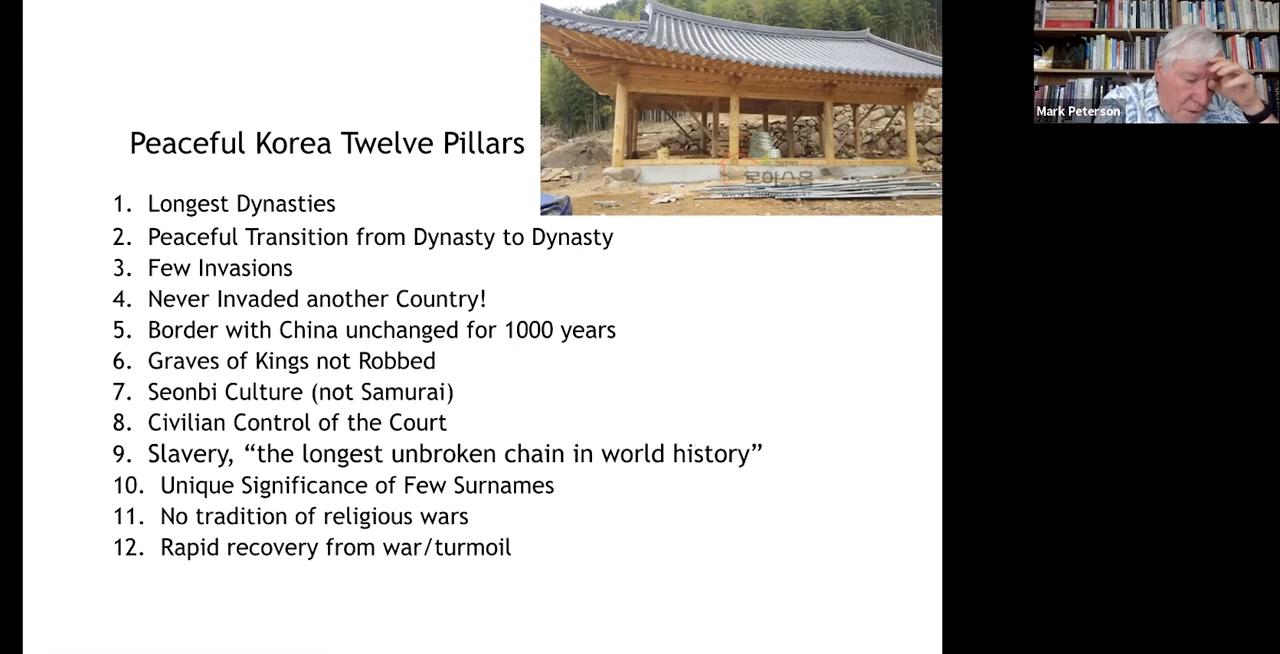 Peaceful Korea Twelve Pillars
1. Longest Dynasties
2. Peaceful Transition from Dynasty to Dynasty
3. Few Invasions
4. Never Invaded another Country!
5. Border with China unchanged for 1000 years
6. Graves of Kings not Robbed
7. Seonbi Culture (not Samurai)
8. Civilian Control of the Court
9. Slavery, “the longest unbroken chain in world history”
10. Unique Significance of Few Surnames
11. No tradition of religious wars
12. Rapid recovery from war/turmoil
로아스홈
Mark Peterson